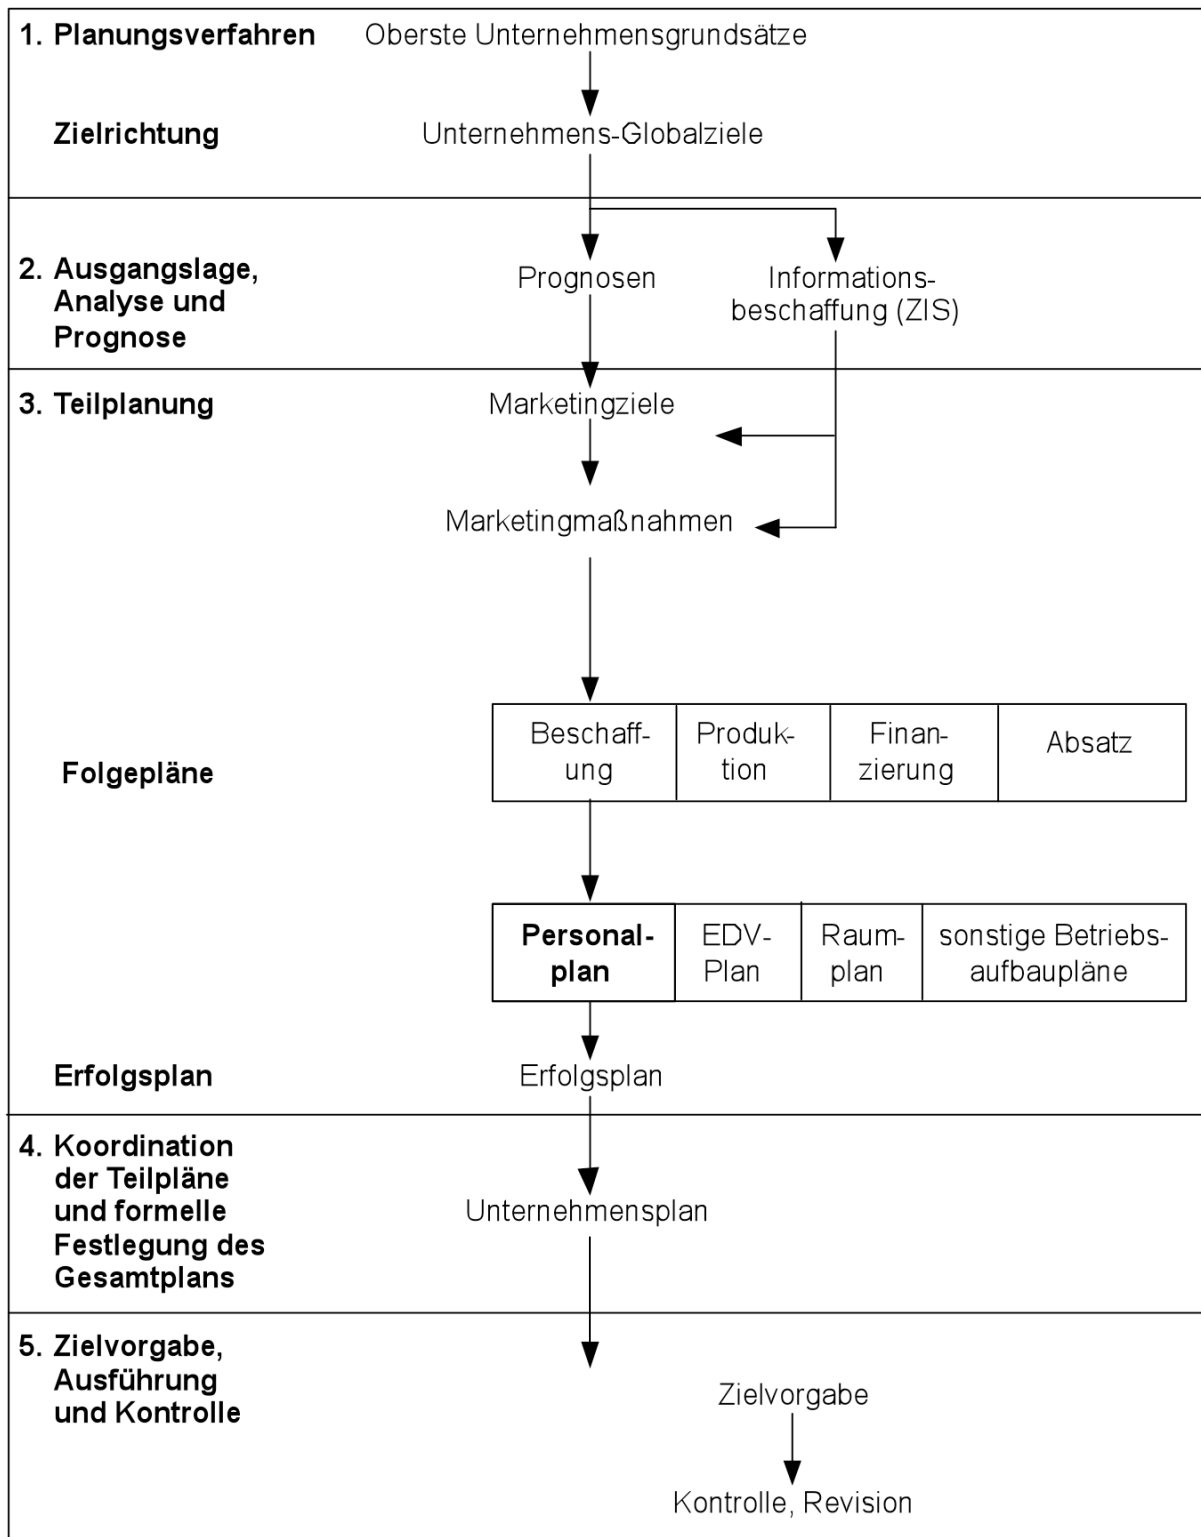 1. Planungsverfahren Oberste Unternehmensgrundsätze
Zielrichtung Unternehmens-Globalziele
2. Ausgangslage,
Analyse und
Prognose
Prognosen
Informations-
beschaffung (ZIS)
3. Teilplanung Marketingziele
Marketingmaßnahmen
Folgepläne
Beschaff-
ung
Produk-
tion
Finan-
zierung
Absatz
Personal-
plan
EDV-
Plan
Raum-
plan
sonstige Betriebs-
aufbaupläne
Erfolgsplan Erfolgsplan
4. Koordination
der Teilpläne
und formelle
Festlegung des
Gesamtplans
Unternehmensplan
5. Zielvorgabe,
Ausführung
und Kontrolle
Zielvorgabe
Kontrolle, Revision